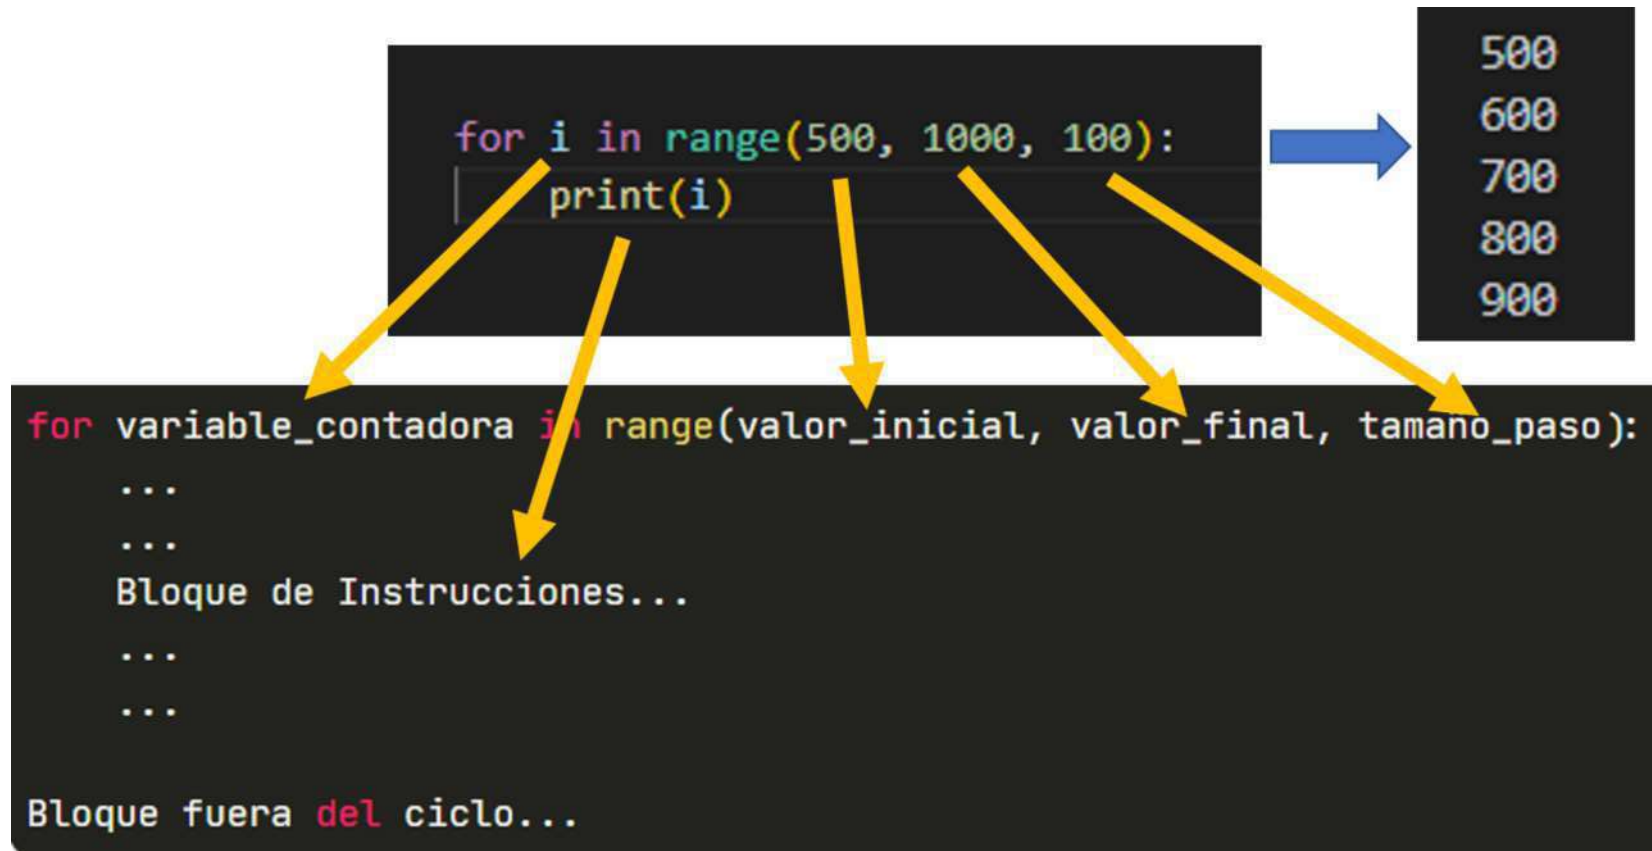 for i in range(500, 1000, 100):
print(i)
500
600
700
800
900
for variable_contadora in range(valor_inicial, valor_final, tamaño_paso):
...
...
Bloque de Instrucciones...
...
...
Bloque fuera del ciclo...